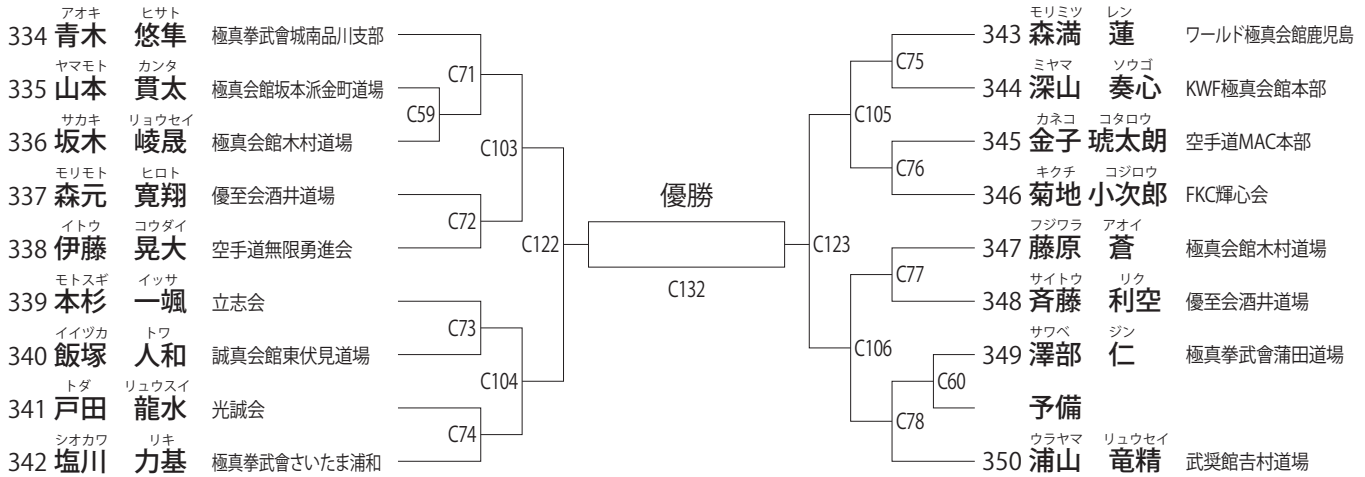 アオキ ヒサト
334 青木 悠隼 極真拳武會城南品川支部
ヤマモト カンタ
335 山本 貫太 極真会館坂本派金町道場
サカキ リョウセイ
336 坂木 崚晟 極真会館木村道場
モリモト ヒロト
337 森元 寛翔 優至会酒井道場
イトウ コウダイ
338 伊藤 晃大 空手道無限勇進会
モトスギ イッサ
339 本杉 一颯 立志会
イイヅカ トワ
340 飯塚 人和 誠真会館東伏見道場
トダ リュウスイ
341 戸田 龍水 光誠会
シオカワ リキ
342 塩川 力基 極真拳武會さいたま浦和
C71
C59
C103
C72
C122
C73
C104
C74
優勝
C132
C75
C105
C76
C123
C77
C106
C60
C78
モリミツ レン
343 森満 蓮 ワールド極真会館鹿児島
ミヤマ ソウゴ
344 深山 奏心 KWF極真会館本部
カネコ コタロウ
345 金子 琥太朗 空手道MAC本部
キクチ コジロウ
346 菊地 小次郎 FKC輝心会
フジワラ アオイ
347 藤原 蒼 極真会館木村道場
サイトウ リク
348 斉藤 利空 優至会酒井道場
サワベ ジン
349 澤部 仁 極真拳武會蒲田道場
予備
ウラヤマ リュウセイ
350 浦山 竜精 武奨館𠮷村道場